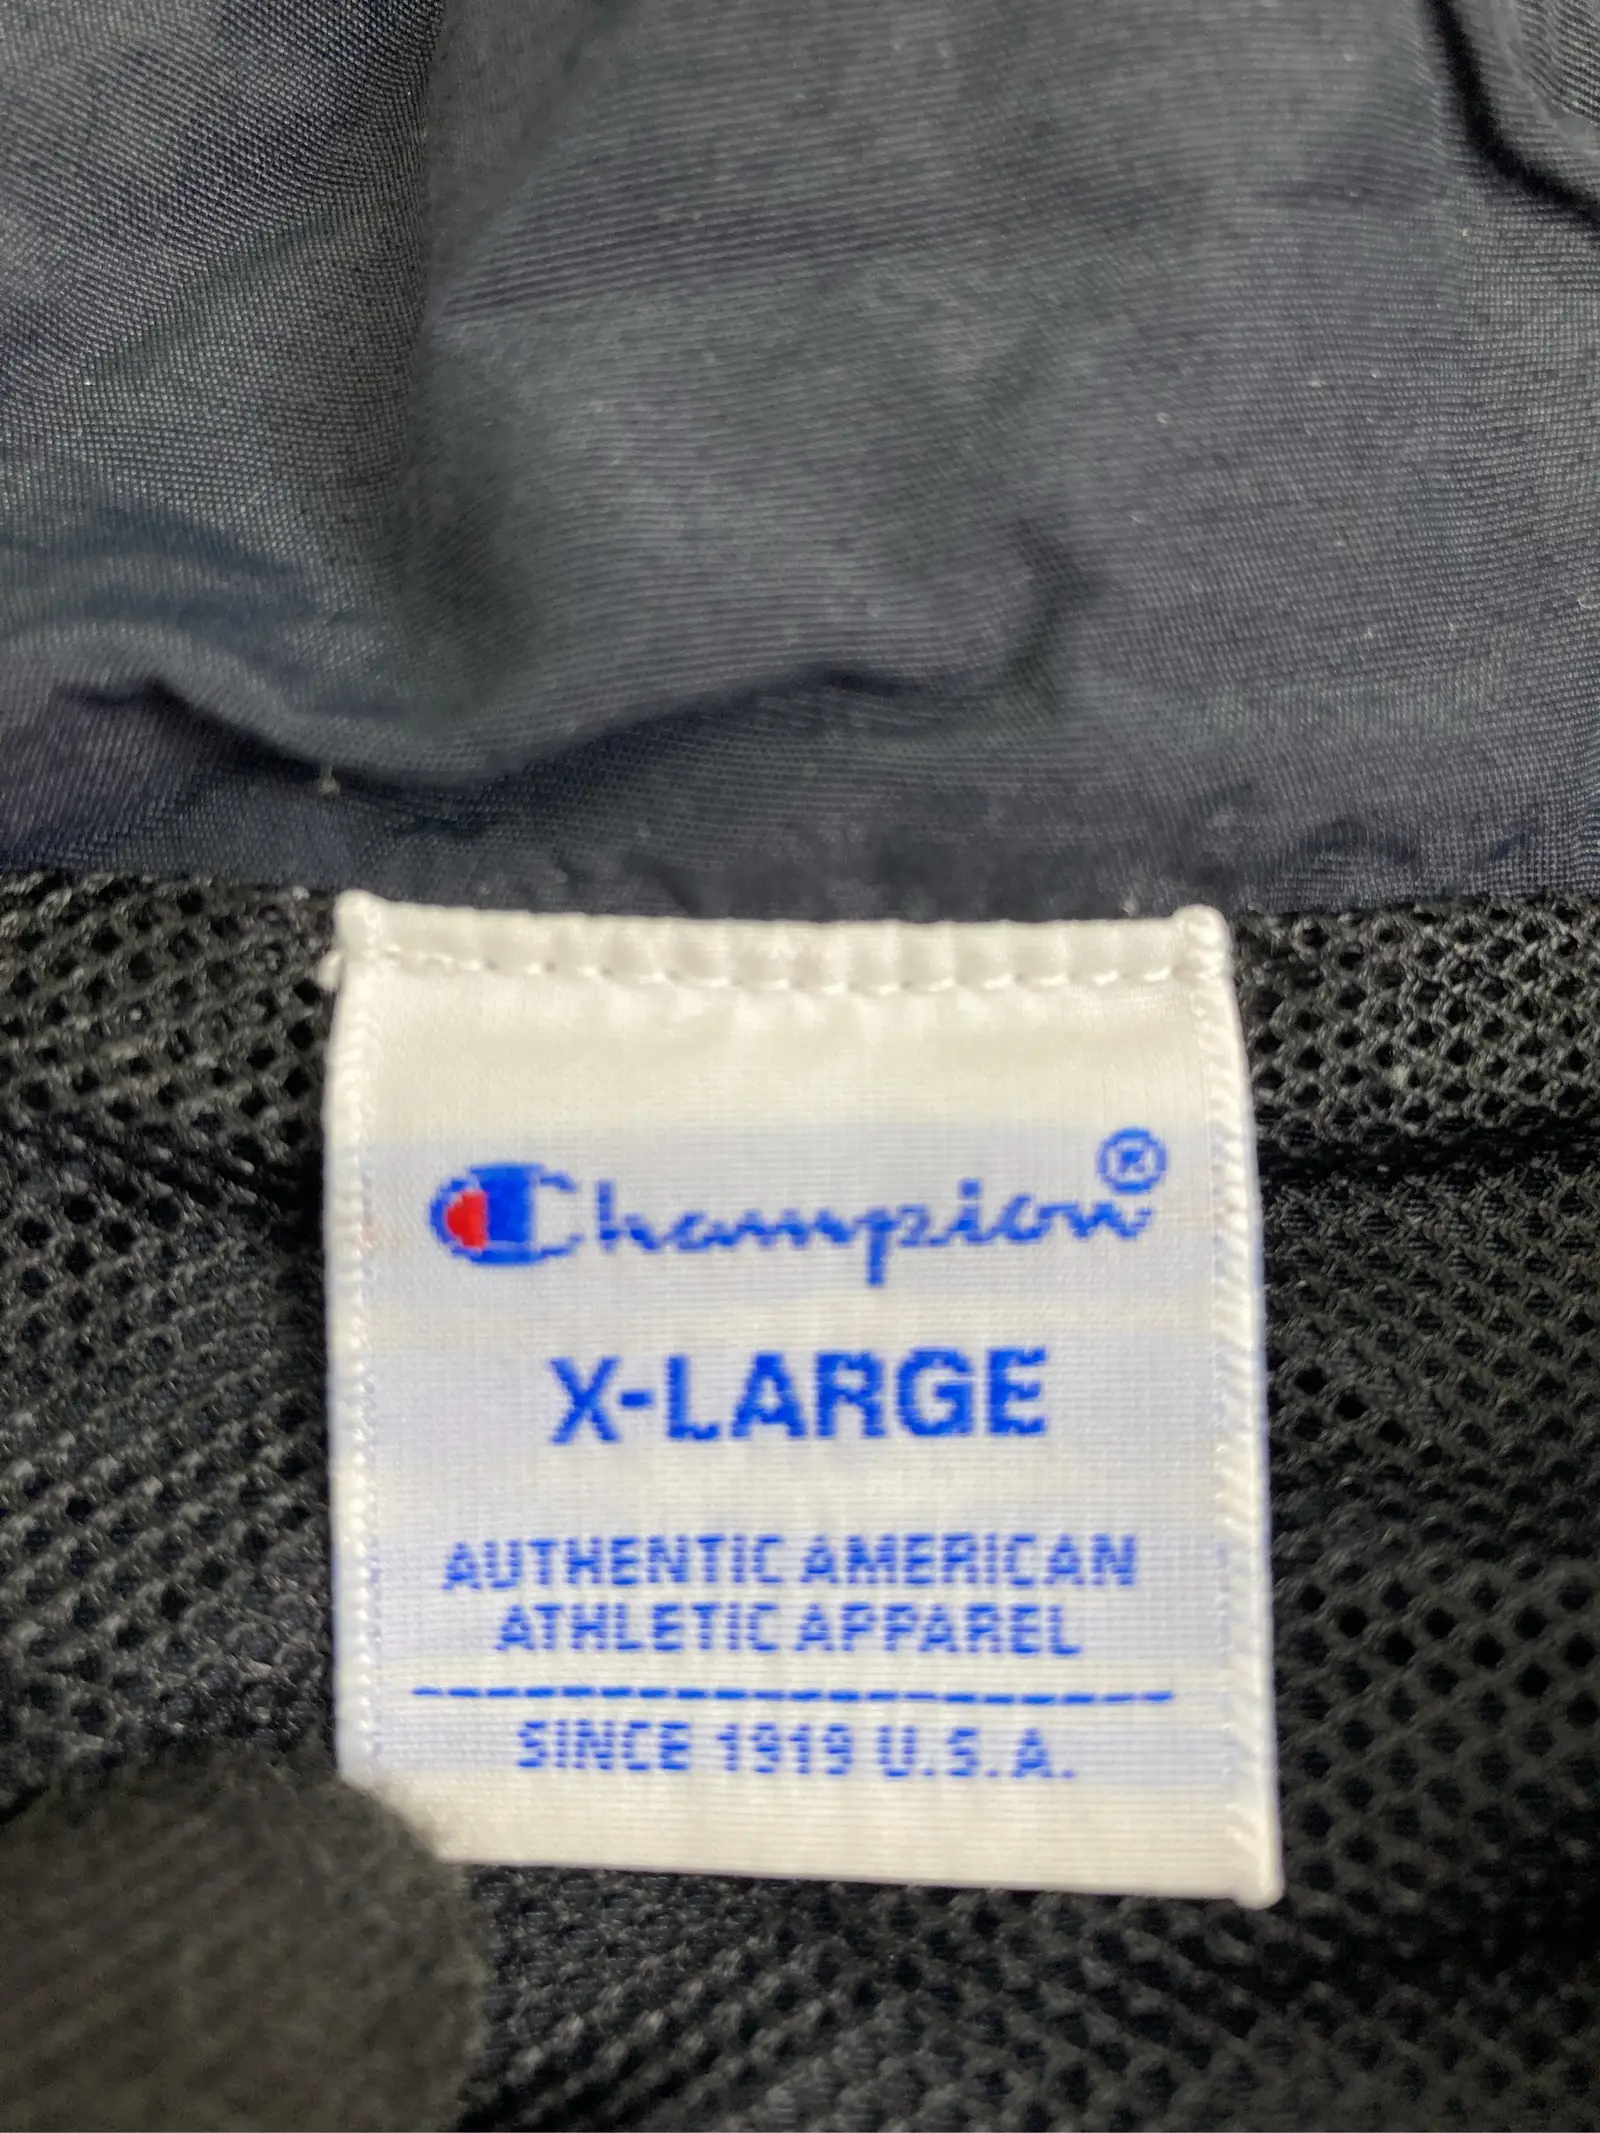 Champion®
X-LARGE
AUTHENTIC AMERICAN
ATHLETIC APPAREL
SINCE 1919 U.S.A.